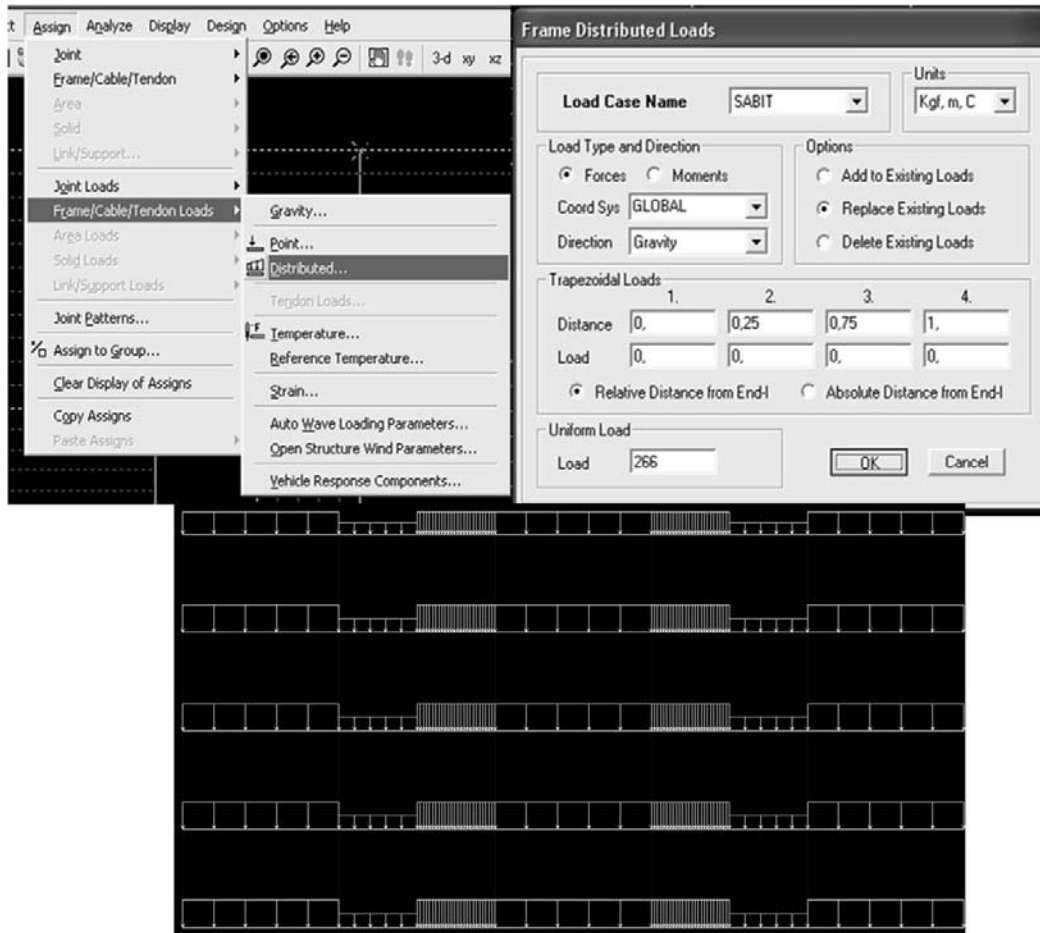 Assign Analyze Display Design Options Help
3-d xy xz
Joint
Frame/Cable/Tendon
Area
Solid
Link/Support...
Joint Loads
Frame/Cable/Tendon Loads
Area Loads
Solid Loads
Link/Support Loads
Joint Patterns...
Assign to Group...
Clear Display of Assigns
Copy Assigns
Paste Assigns
Gravity...
Point...
Distributed...
Tendon Loads...
Temperature...
Reference Temperature...
Strain...
Auto Wave Loading Parameters...
Open Structure Wind Parameters...
Vehicle Response Components...
Frame Distributed Loads
Load Case Name SABIT
Units
Kgf, m, C
Load Type and Direction
Forces Moments
Coord Sys GLOBAL
Direction Gravity
Options
Add to Existing Loads
Replace Existing Loads
Delete Existing Loads
Trapezoidal Loads
1. 2. 3. 4.
Distance 0, 0,25 0,75 1,
Load 0, 0, 0, 0,
Relative Distance from End-I Absolute Distance from End-I
Uniform Load
Load 266
OK Cancel